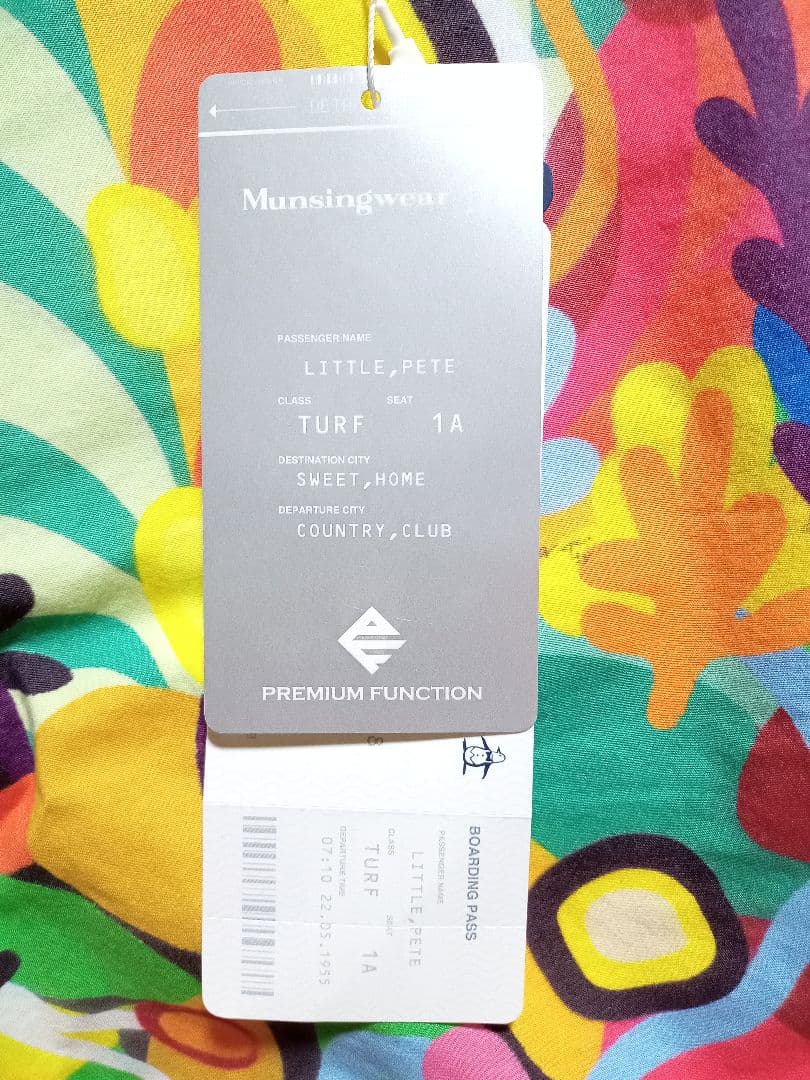 Munsingwear
PASSENGER NAME
LITTLE,PETE
CLASS SEAT
TURF 1A
DESTINATION CITY
SWEET,HOME
DEPARTURE CITY
COUNTRY,CLUB
PREMIUM FUNCTION
8
BOARDING PASS
PASSENGER NAME
LITTLE,PETE
CLASS SEAT
TURF 1A
DEPARTURE TIME
07:10 22.05.1955